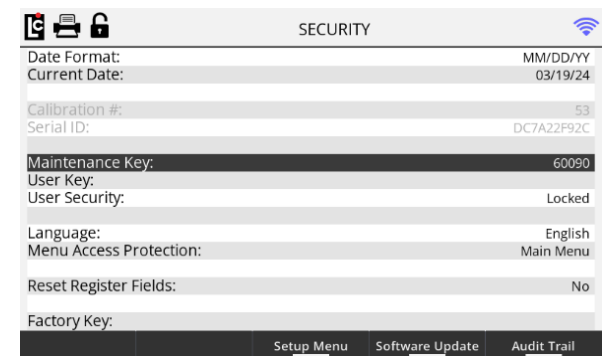 LC
SECURITY
Date Format: MM/DD/YY
Current Date: 03/19/24
Calibration #: 53
Serial ID: DC7A22F92C
Maintenance Key: 60090
User Key:
User Security: Locked
Language: English
Menu Access Protection: Main Menu
Reset Register Fields: No
Factory Key:
Setup Menu Software Update Audit Trail